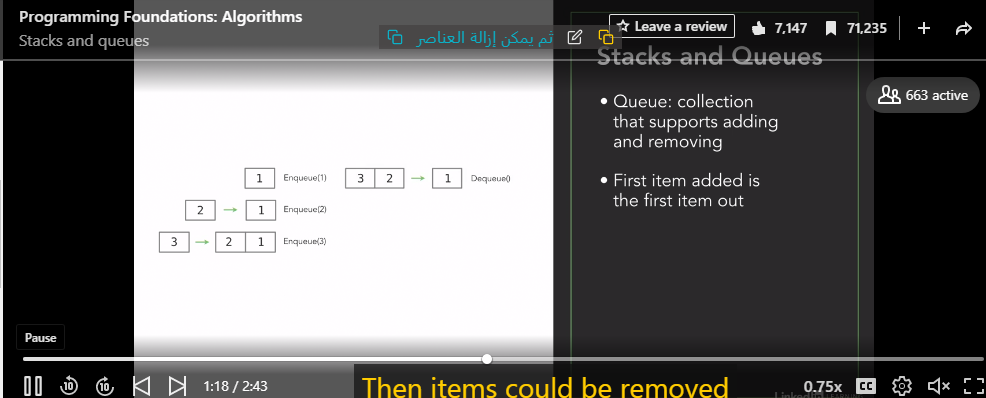 Programming Foundations: Algorithms
Stacks and queues
ثم يمكن إزالة العناصر
Leave a review
7,147
71,235
663 active
Stacks and Queues
• Queue: collection
that supports adding
and removing
• First item added is
the first item out
1 Enqueue(1) 3 2 → 1 Dequeue()
2 → 1 Enqueue(2)
3 → 2 1 Enqueue(3)
Pause
10 10 1:18 / 2:43
Then items could be removed
0.75x CC
LinkedIn